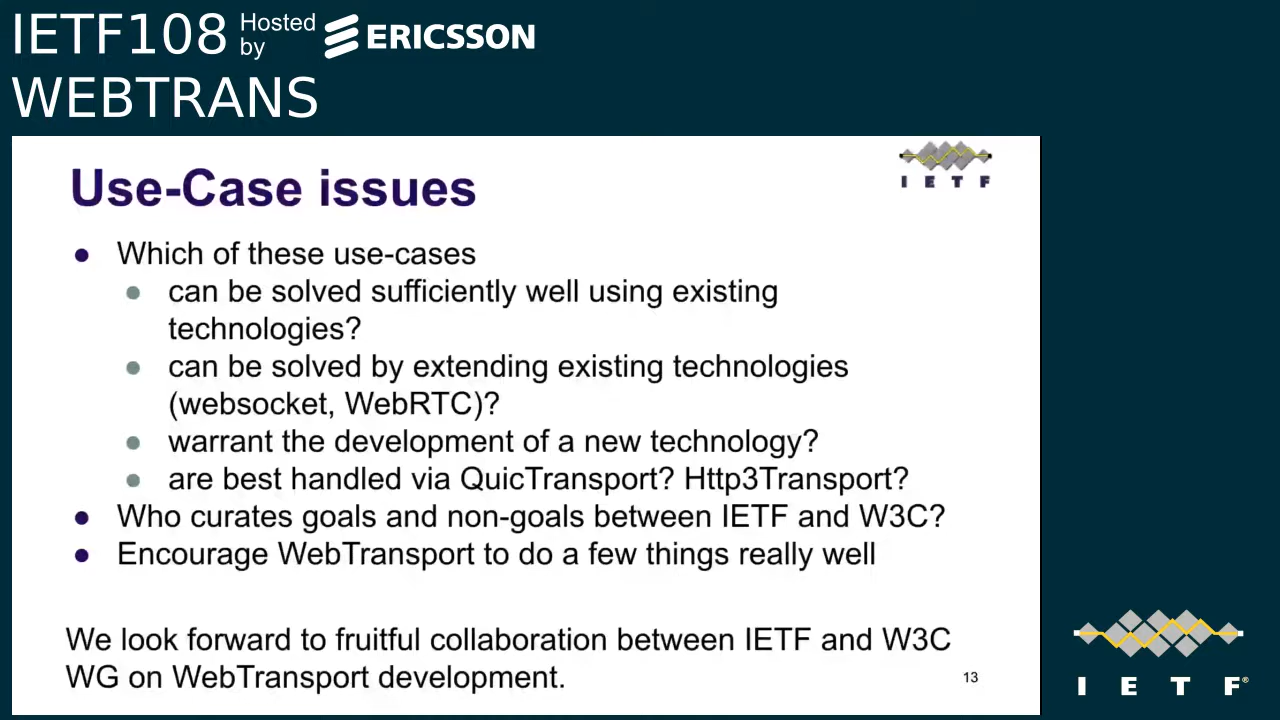 IETF108 Hosted by ERICSSON
WEBTRANS
IETF
Use-Case issues
● Which of these use-cases
● can be solved sufficiently well using existing
technologies?
● can be solved by extending existing technologies
(websocket, WebRTC)?
● warrant the development of a new technology?
● are best handled via QuicTransport? Http3Transport?
● Who curates goals and non-goals between IETF and W3C?
● Encourage WebTransport to do a few things really well
We look forward to fruitful collaboration between IETF and W3C
WG on WebTransport development.
13
IETF®